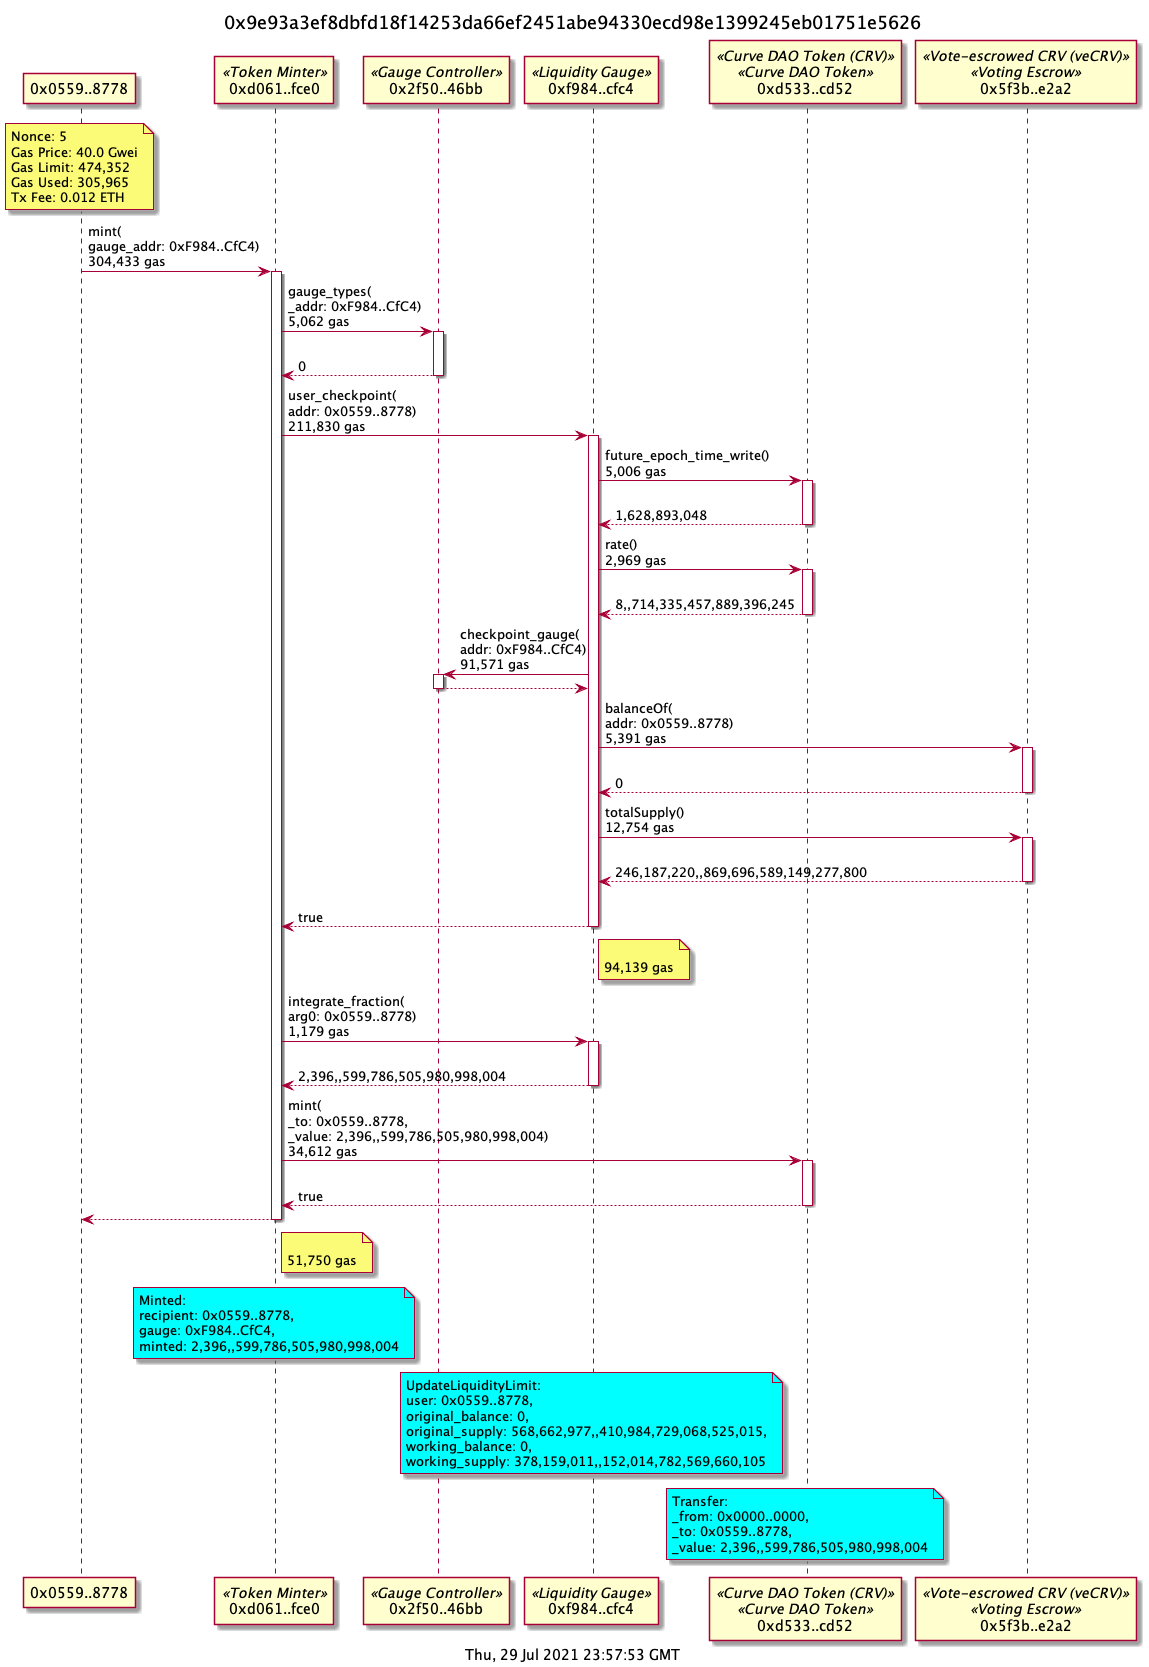 0x9e93a3ef8dbfd18f14253da66ef2451abe94330ecd98e1399245eb01751e5626
0x0559..8778
«Token Minter»
0xd061..fce0
«Gauge Controller»
0x2f50..46bb
«Liquidity Gauge»
0xf984..cfc4
«Curve DAO Token (CRV)»
«Curve DAO Token»
0xd533..cd52
«Vote-escrowed CRV (veCRV)»
«Voting Escrow»
0x5f3b..e2a2
Nonce: 5
Gas Price: 40.0 Gwei
Gas Limit: 474,352
Gas Used: 305,965
Tx Fee: 0.012 ETH
mint(
gauge_addr: 0xF984..CfC4)
304,433 gas
gauge_types(
_addr: 0xF984..CfC4)
5,062 gas
0
user_checkpoint(
addr: 0x0559..8778)
211,830 gas
future_epoch_time_write()
5,006 gas
1,628,893,048
rate()
2,969 gas
8,,714,335,457,889,396,245
checkpoint_gauge(
addr: 0xF984..CfC4)
91,571 gas
balanceOf(
addr: 0x0559..8778)
5,391 gas
0
totalSupply()
12,754 gas
246,187,220,,869,696,589,149,277,800
true
94,139 gas
integrate_fraction(
arg0: 0x0559..8778)
1,179 gas
2,396,,599,786,505,980,998,004
mint(
_to: 0x0559..8778,
_value: 2,396,,599,786,505,980,998,004)
34,612 gas
true
51,750 gas
Minted:
recipient: 0x0559..8778,
gauge: 0xF984..CfC4,
minted: 2,396,,599,786,505,980,998,004
UpdateLiquidityLimit:
user: 0x0559..8778,
original_balance: 0,
original_supply: 568,662,977,,410,984,729,068,525,015,
working_balance: 0,
working_supply: 378,159,011,,152,014,782,569,660,105
Transfer:
_from: 0x0000..0000,
_to: 0x0559..8778,
_value: 2,396,,599,786,505,980,998,004
0x0559..8778
«Token Minter»
0xd061..fce0
«Gauge Controller»
0x2f50..46bb
«Liquidity Gauge»
0xf984..cfc4
«Curve DAO Token (CRV)»
«Curve DAO Token»
0xd533..cd52
«Vote-escrowed CRV (veCRV)»
«Voting Escrow»
0x5f3b..e2a2
Thu, 29 Jul 2021 23:57:53 GMT